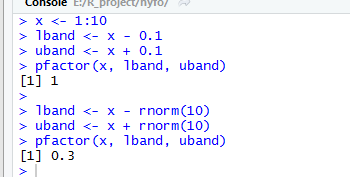 Console E:/R_project/hyfo/
> x <- 1:10
> lband <- x - 0.1
> uband <- x + 0.1
> pfactor(x, lband, uband)
[1] 1
>
> lband <- x - rnorm(10)
> uband <- x + rnorm(10)
> pfactor(x, lband, uband)
[1] 0.3
>